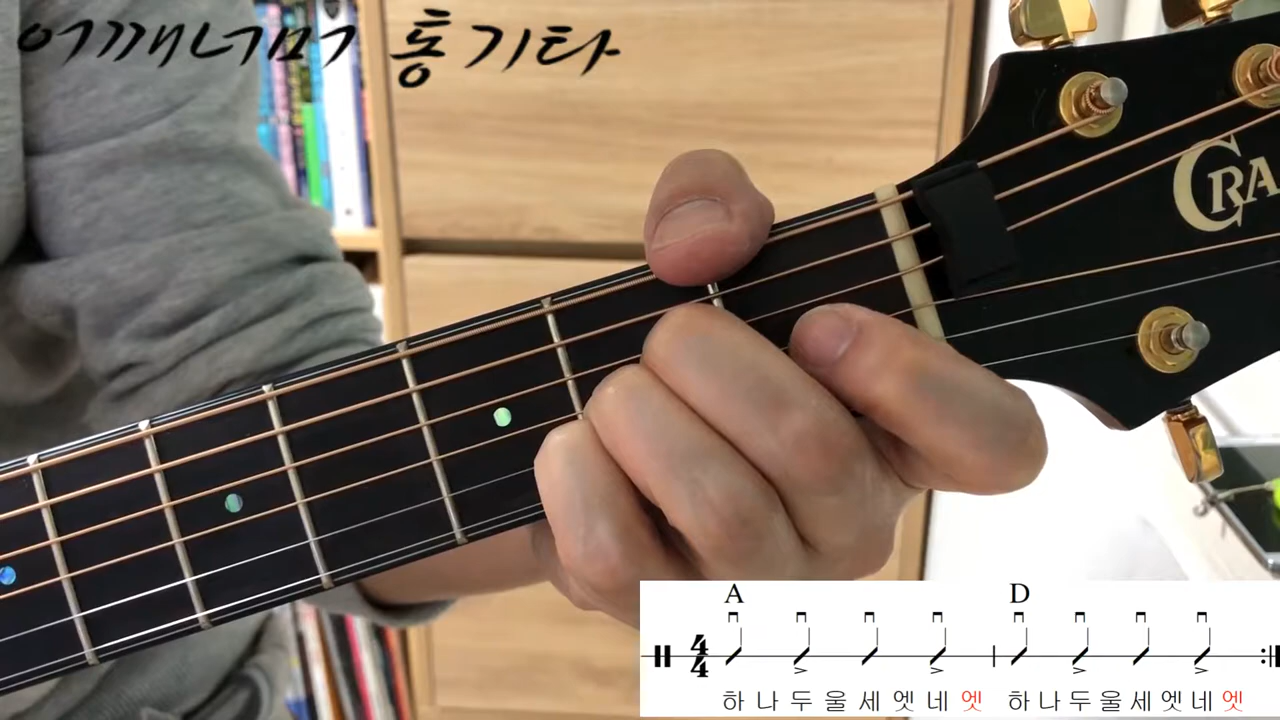 어깨너머 통기타
CRA
A D
4
4
하 나 두 울 세 엣 네 엣 하 나 두 울 세 엣 네 엣